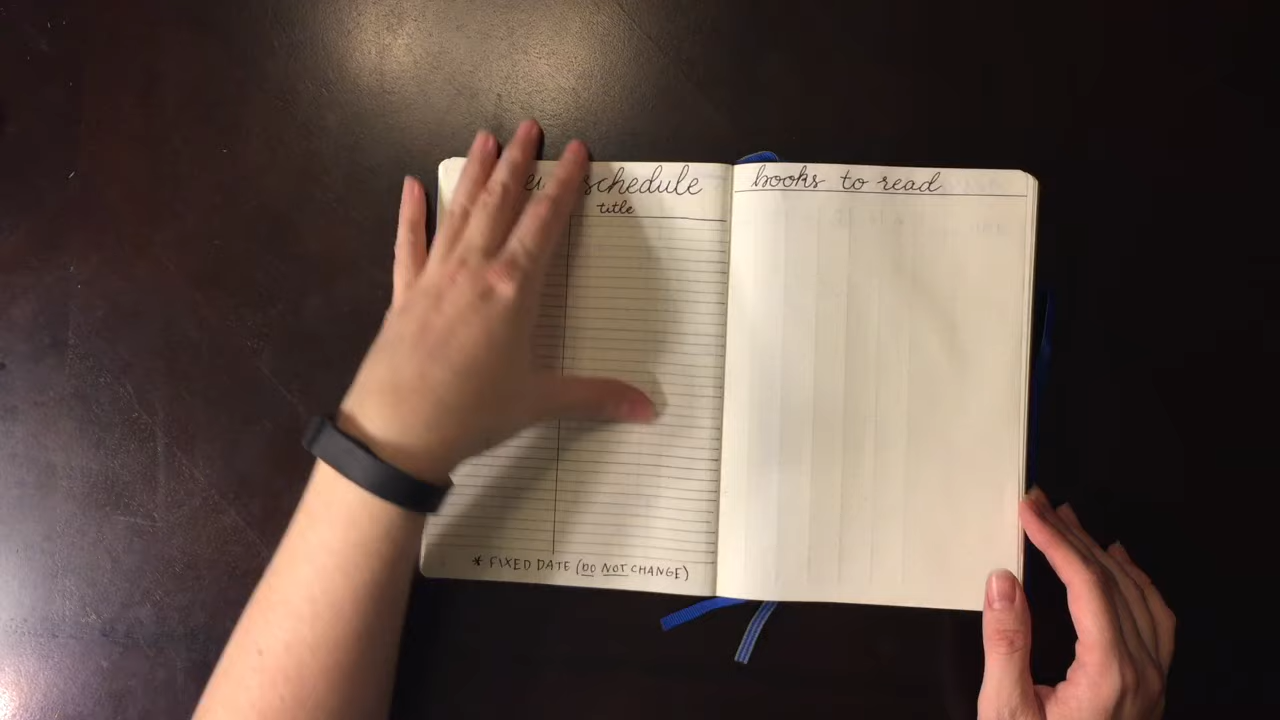 schedule
title
* FIXED DATE (DO NOT CHANGE)
books to read